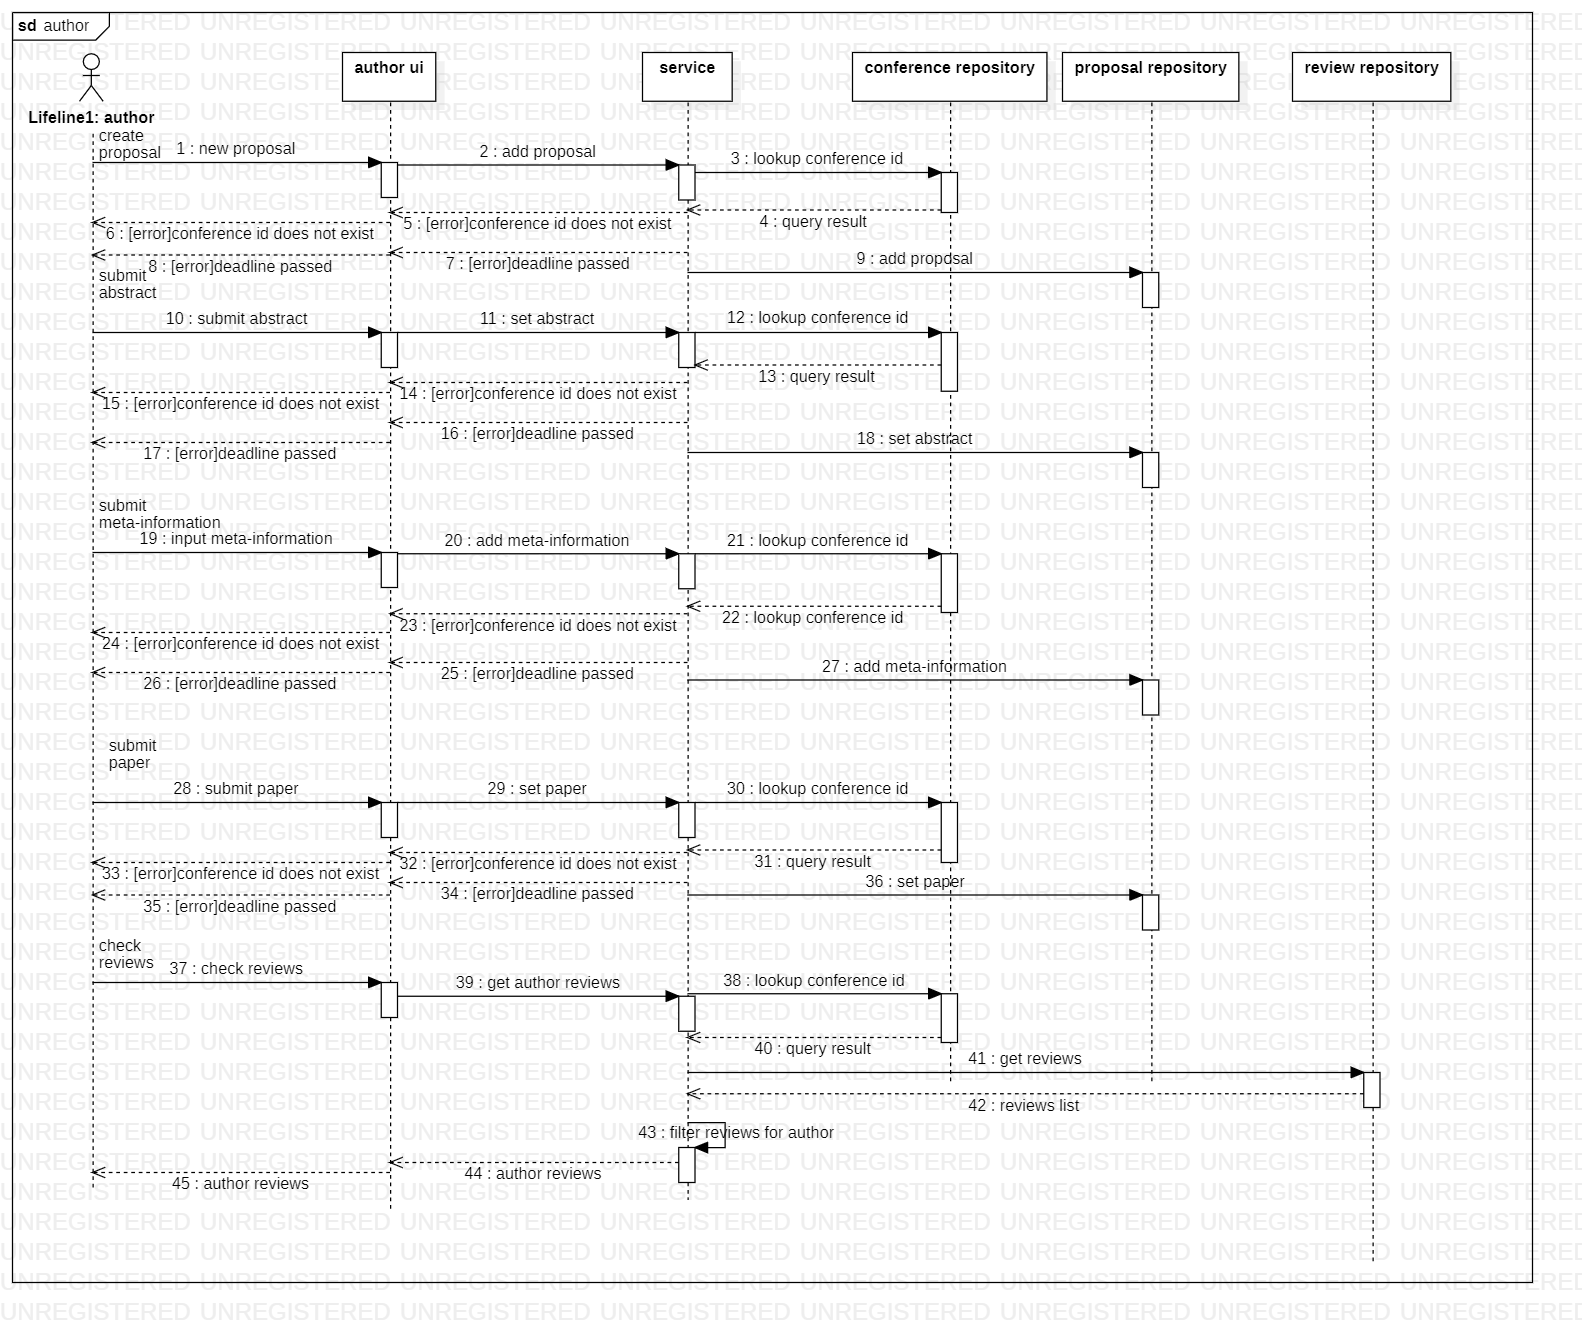 sd author
author ui
service
conference repository
proposal repository
review repository
Lifeline1: author
create
proposal
1 : new proposal
2 : add proposal
3 : lookup conference id
4 : query result
5 : [error]conference id does not exist
6 : [error]conference id does not exist
7 : [error]deadline passed
8 : [error]deadline passed
9 : add proposal
submit
abstract
10 : submit abstract
11 : set abstract
12 : lookup conference id
13 : query result
14 : [error]conference id does not exist
15 : [error]conference id does not exist
16 : [error]deadline passed
17 : [error]deadline passed
18 : set abstract
submit
meta-information
19 : input meta-information
20 : add meta-information
21 : lookup conference id
22 : lookup conference id
23 : [error]conference id does not exist
24 : [error]conference id does not exist
25 : [error]deadline passed
26 : [error]deadline passed
27 : add meta-information
submit
paper
28 : submit paper
29 : set paper
30 : lookup conference id
31 : query result
32 : [error]conference id does not exist
33 : [error]conference id does not exist
34 : [error]deadline passed
35 : [error]deadline passed
36 : set paper
check
reviews
37 : check reviews
39 : get author reviews
38 : lookup conference id
40 : query result
41 : get reviews
42 : reviews list
43 : filter reviews for author
44 : author reviews
45 : author reviews
UNREGISTERED